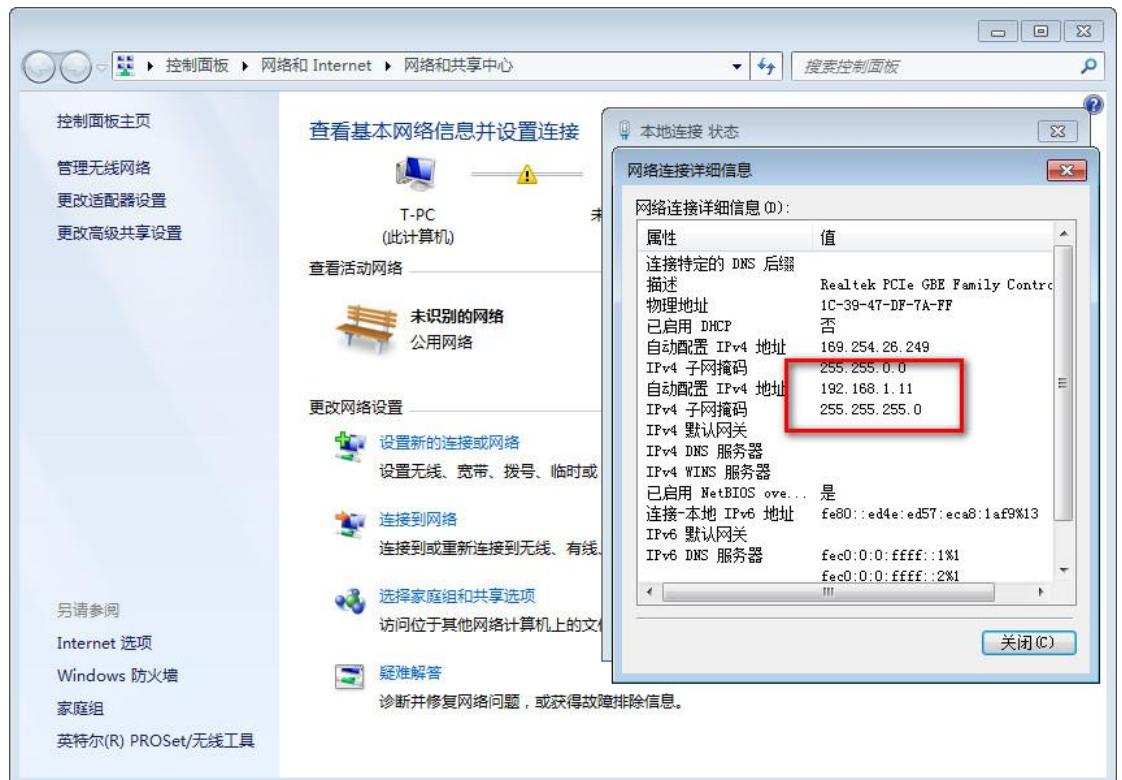 控制面板 网络和 Internet 网络和共享中心 搜索控制面板
控制面板主页
管理无线网络
更改适配器设置
更改高级共享设置
另请参阅
Internet 选项
Windows 防火墙
家庭组
英特尔(R) PROSet/无线工具
查看基本网络信息并设置连接
T-PC
(此计算机)
查看活动网络
未识别的网络
公用网络
更改网络设置
设置新的连接或网络
设置无线、宽带、拨号、临时或
连接到网络
连接到或重新连接到无线、有线、
选择家庭组和共享选项
访问位于其他网络计算机上的文
疑难解答
诊断并修复网络问题，或获得故障排除信息。
本地连接 状态
网络连接详细信息
网络连接详细信息(D):
属性 值
连接特定的 DNS 后缀
描述 Realtek PCIe GBE Family Contro
物理地址 1C-39-47-DF-7A-FF
已启用 DHCP 否
自动配置 IPv4 地址 169.254.26.249
IPv4 子网掩码 255.255.0.0
自动配置 IPv4 地址 192.168.1.11
IPv4 子网掩码 255.255.255.0
IPv4 默认网关
IPv4 DNS 服务器
IPv4 WINS 服务器
已启用 NetBIOS ove... 是
连接-本地 IPv6 地址 fe80::ed4e:ed57:eca8:1af9%13
IPv6 默认网关
IPv6 DNS 服务器 fec0:0:0:ffff::1%1
fec0:0:0:ffff::2%1
关闭(C)